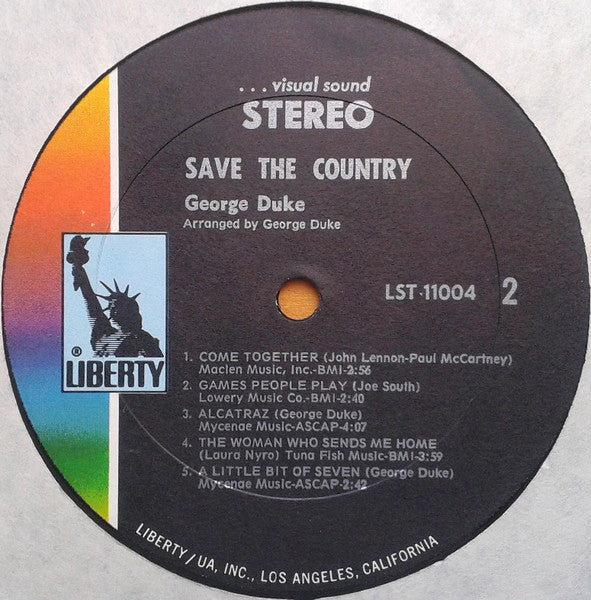 ...visual sound
STEREO
SAVE THE COUNTRY
George Duke
Arranged by George Duke
LST-11004 2
® LIBERTY
1. COME TOGETHER (John Lennon-Paul McCartney)
Maclen Music, Inc.-BMI-2:56
2. GAMES PEOPLE PLAY (Joe South)
Lowery Music Co.-BMI-2:40
3. ALCATRAZ (George Duke)
Mycenae Music-ASCAP-4:07
4. THE WOMAN WHO SENDS ME HOME
(Laura Nyro) Tuna Fish Music-BMI-3:59
5. A LITTLE BIT OF SEVEN (George Duke)
Mycenae Music-ASCAP-2:42
LIBERTY/UA, INC., LOS ANGELES, CALIFORNIA